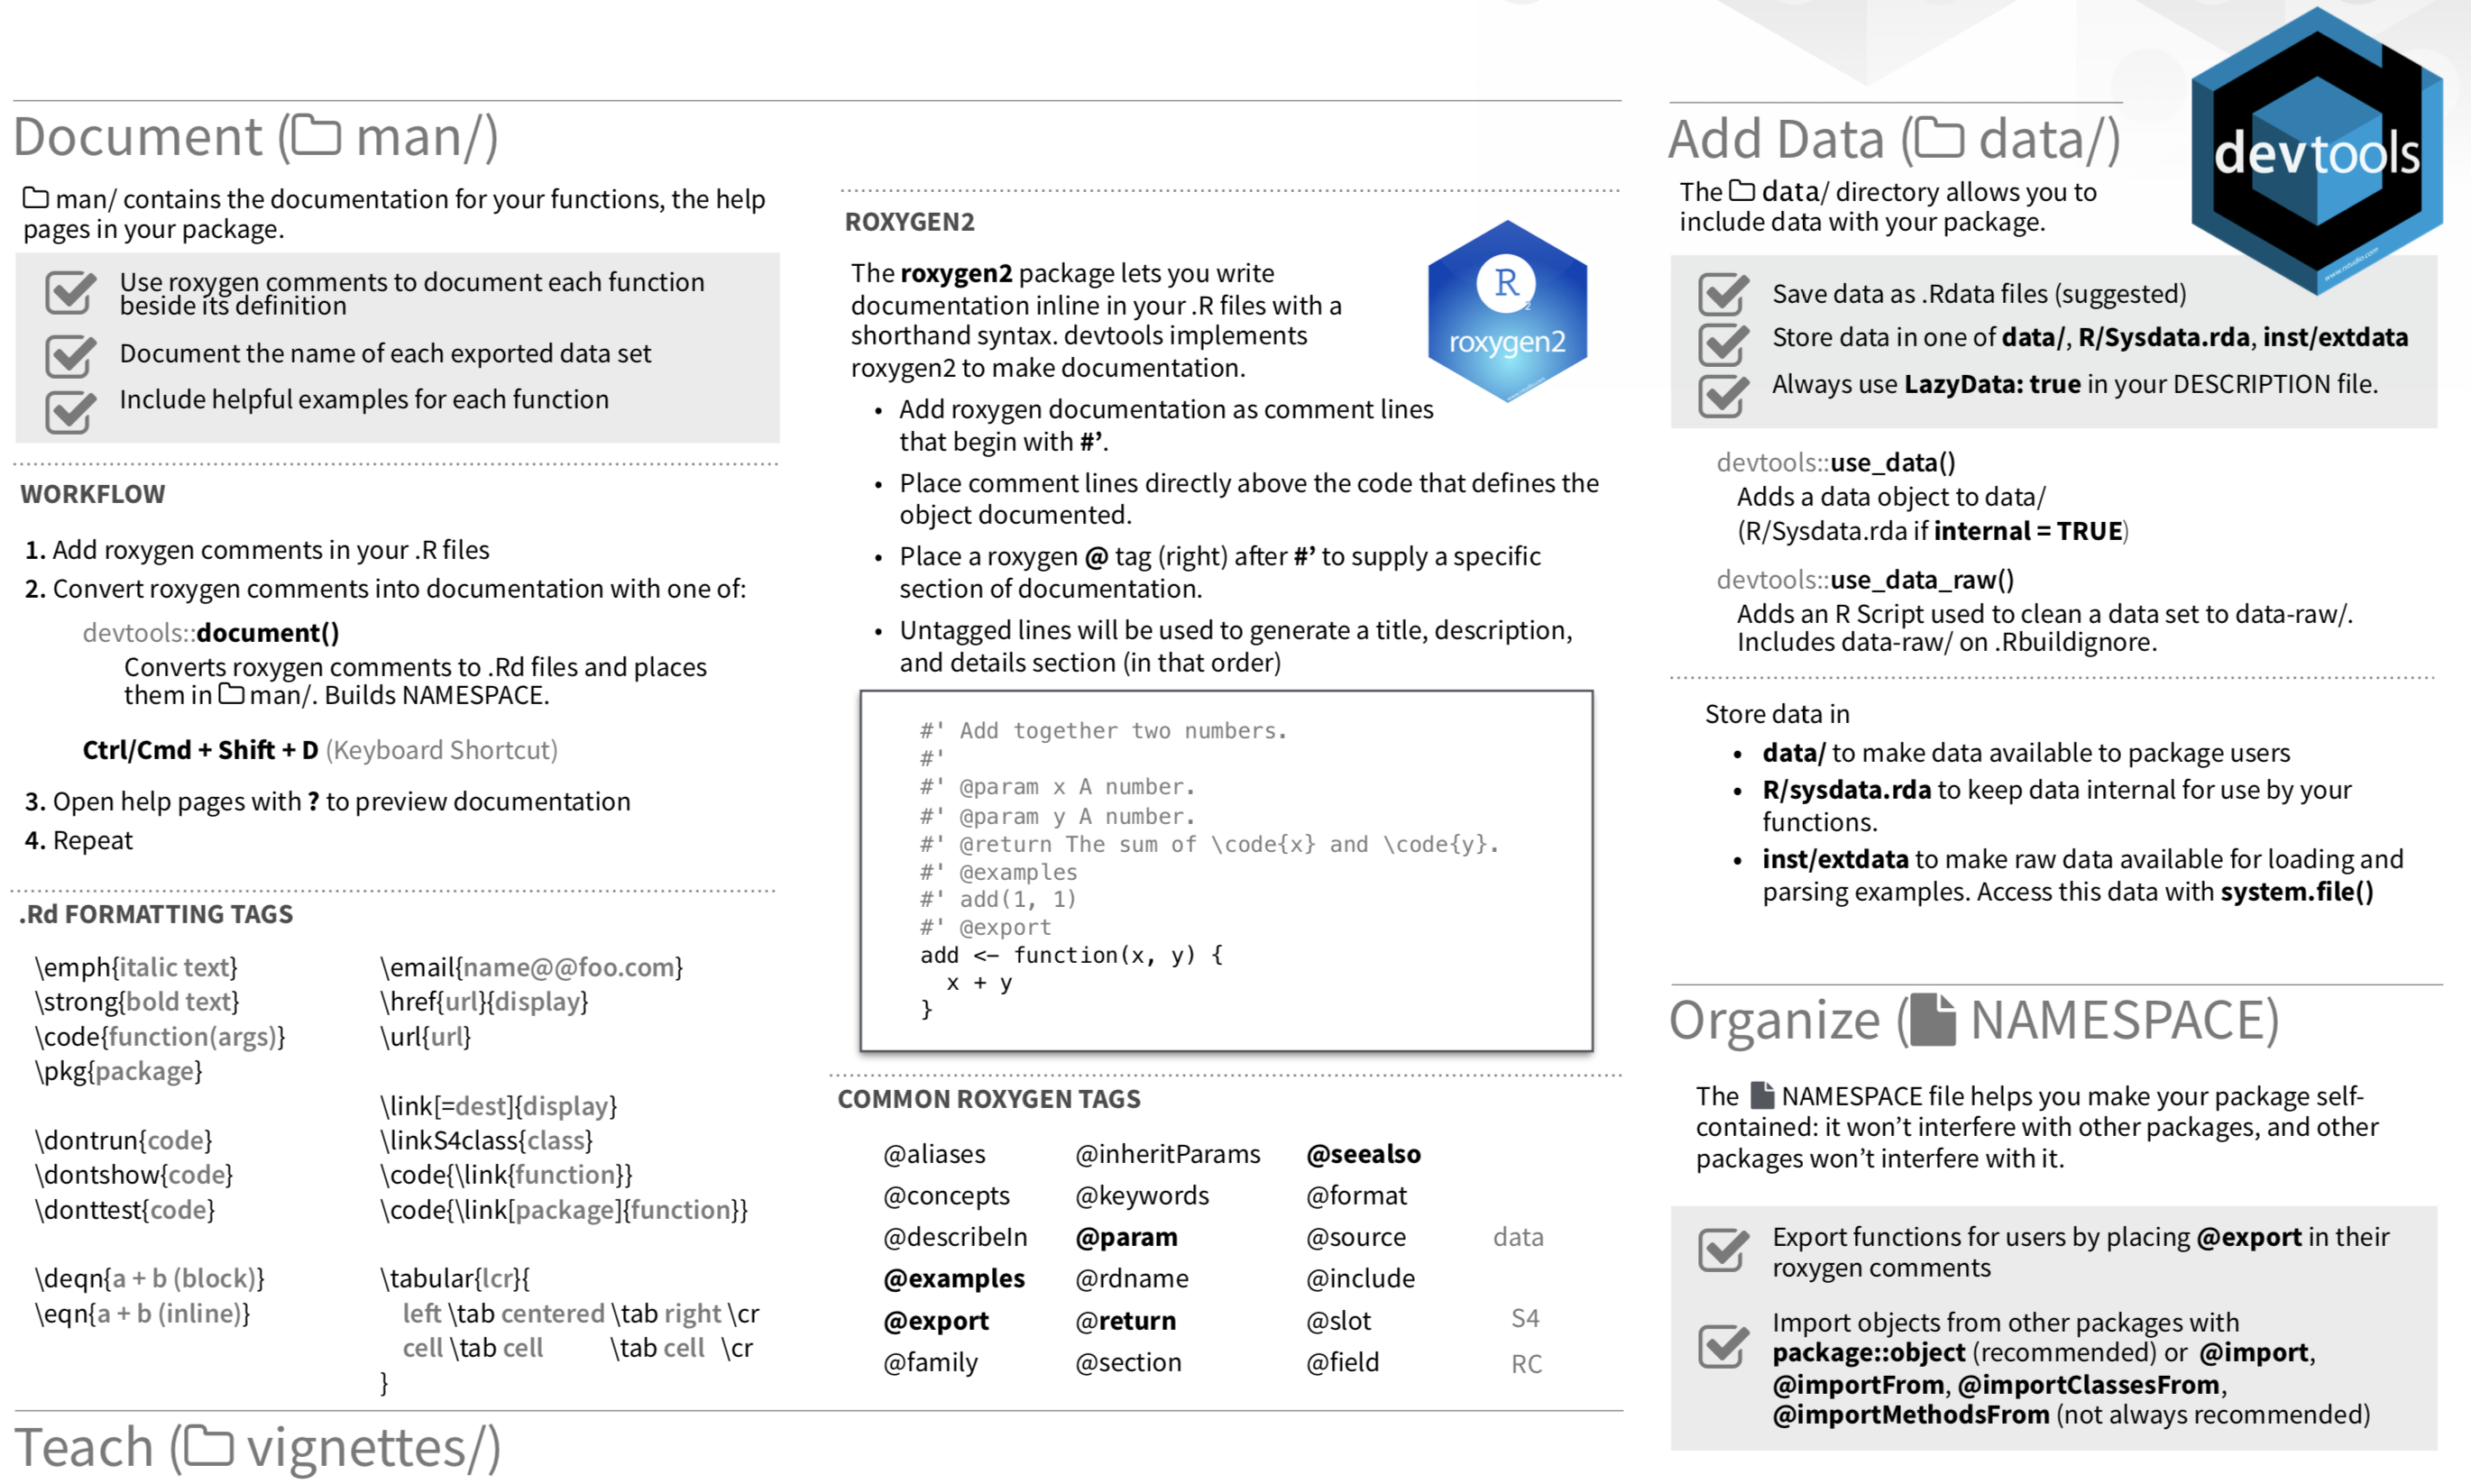 Document ( man/)
man/ contains the documentation for your functions, the help
pages in your package.
Use roxygen comments to document each function
beside its definition
Document the name of each exported data set
Include helpful examples for each function
WORKFLOW
1. Add roxygen comments in your .R files
2. Convert roxygen comments into documentation with one of:
devtools::document()
Converts roxygen comments to .Rd files and places
them in man/. Builds NAMESPACE.
Ctrl/Cmd + Shift + D (Keyboard Shortcut)
3. Open help pages with ? to preview documentation
4. Repeat
.Rd FORMATTING TAGS
\emph{italic text}
\strong{bold text}
\code{function(args)}
\pkg{package}
\dontrun{code}
\dontshow{code}
\donttest{code}
\deqn{a + b (block)}
\eqn{a + b (inline)}
\email{name@@foo.com}
\href{url}{display}
\url{url}
\link[=dest]{display}
\linkS4class{class}
\code{\link{function}}
\code{\link[package]{function}}
\tabular{lcr}{
left \tab centered \tab right \cr
cell \tab cell \tab cell \cr
}
ROXYGEN2
The roxygen2 package lets you write
documentation inline in your .R files with a
shorthand syntax. devtools implements
roxygen2 to make documentation.
R
2
roxygen2
www.rstudio.com
• Add roxygen documentation as comment lines
that begin with #’.
• Place comment lines directly above the code that defines the
object documented.
• Place a roxygen @ tag (right) after #’ to supply a specific
section of documentation.
• Untagged lines will be used to generate a title, description,
and details section (in that order)
#' Add together two numbers.
#'
#' @param x A number.
#' @param y A number.
#' @return The sum of \code{x} and \code{y}.
#' @examples
#' add(1, 1)
#' @export
add <- function(x, y) {
x + y
}
COMMON ROXYGEN TAGS
@aliases @inheritParams @seealso
@concepts @keywords @format
@describeIn @param @source data
@examples @rdname @include
@export @return @slot S4
@family @section @field RC
Teach ( vignettes/)
Add Data ( data/)
devtools
www.rstudio.com
The data/ directory allows you to
include data with your package.
Save data as .Rdata files (suggested)
Store data in one of data/, R/Sysdata.rda, inst/extdata
Always use LazyData: true in your DESCRIPTION file.
devtools::use_data()
Adds a data object to data/
(R/Sysdata.rda if internal = TRUE)
devtools::use_data_raw()
Adds an R Script used to clean a data set to data-raw/.
Includes data-raw/ on .Rbuildignore.
Store data in
• data/ to make data available to package users
• R/sysdata.rda to keep data internal for use by your
functions.
• inst/extdata to make raw data available for loading and
parsing examples. Access this data with system.file()
Organize ( NAMESPACE)
The NAMESPACE file helps you make your package self-
contained: it won’t interfere with other packages, and other
packages won’t interfere with it.
Export functions for users by placing @export in their
roxygen comments
Import objects from other packages with
package::object (recommended) or @import,
@importFrom, @importClassesFrom,
@importMethodsFrom (not always recommended)